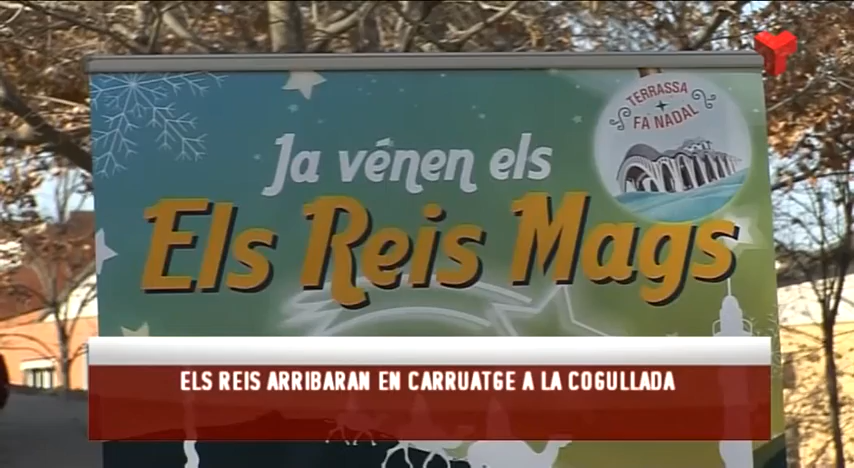 TERRASSA
+
FA NADAL
Ja vénen els
Els Reis Mags
ELS REIS ARRIBARAN EN CARRUATGE A LA COGULLADA